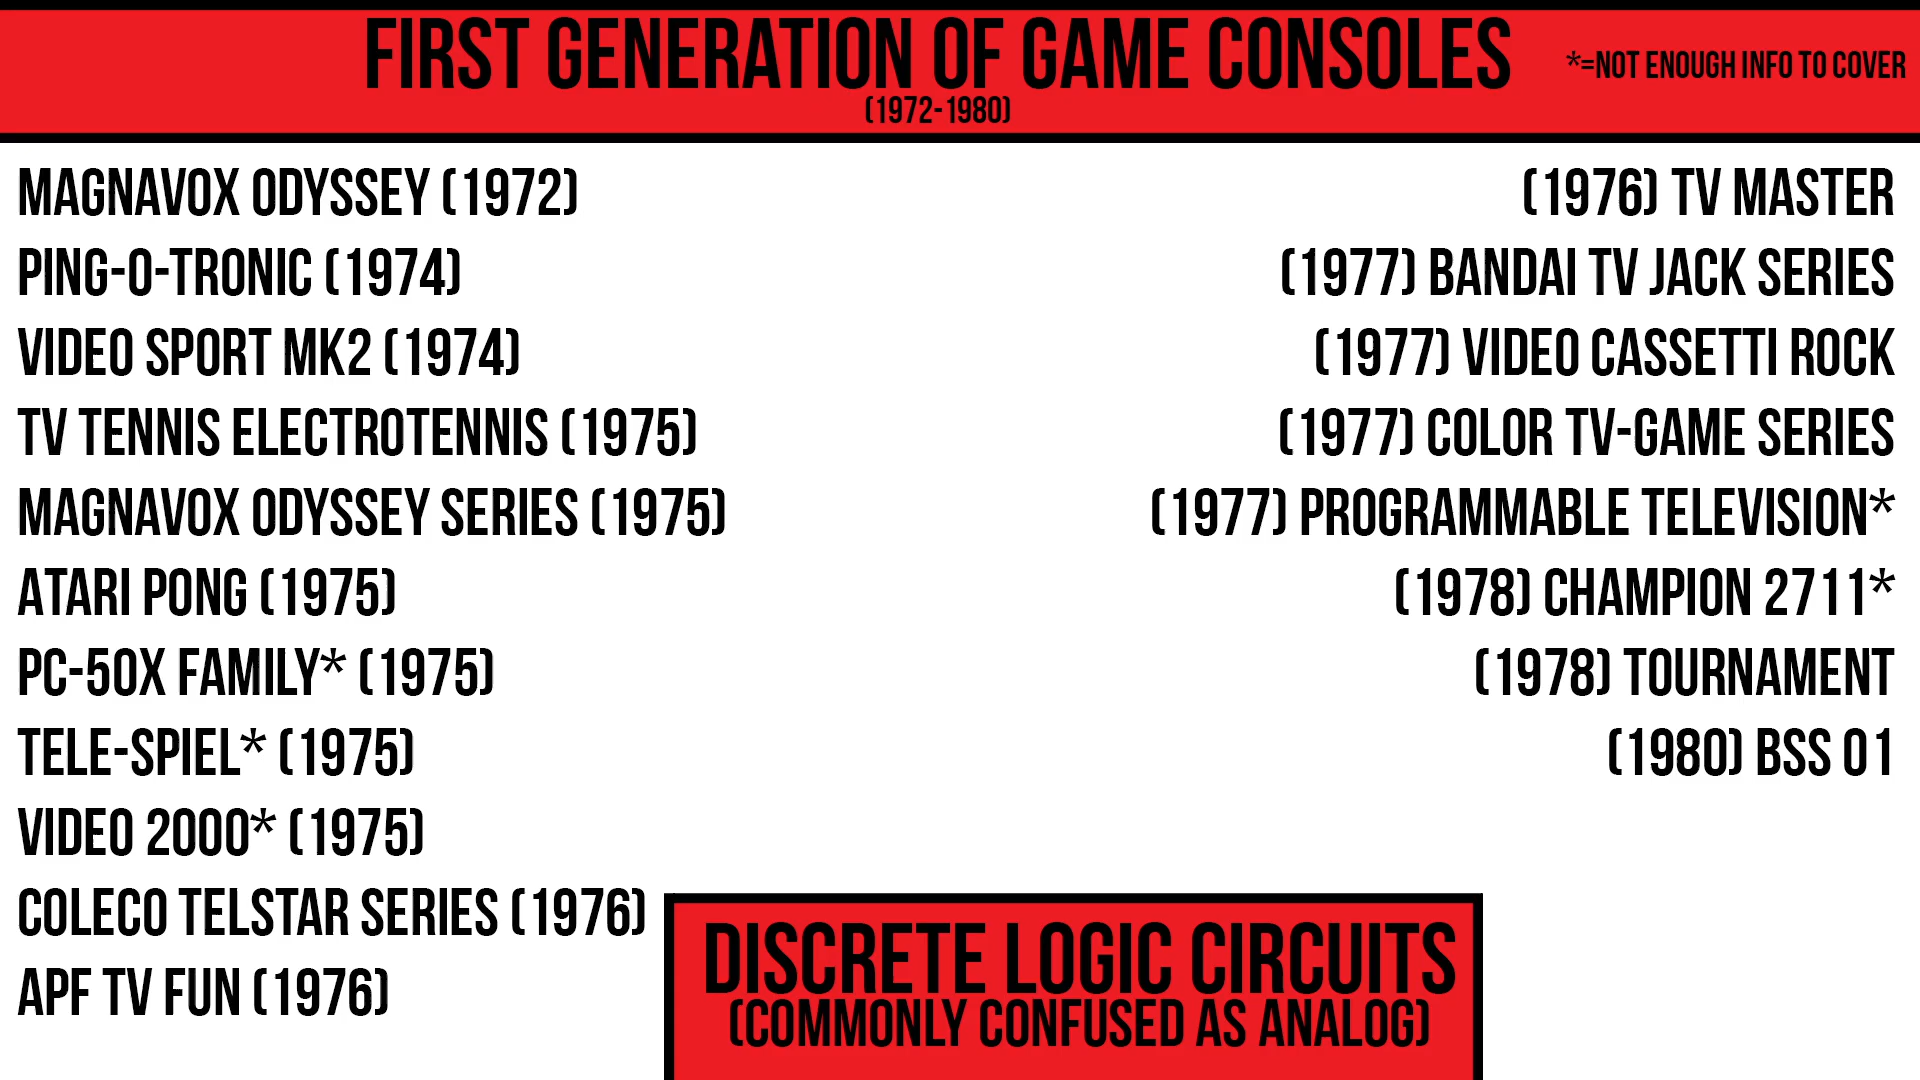 FIRST GENERATION OF GAME CONSOLES
*=NOT ENOUGH INFO TO COVER
(1972-1980)
MAGNAVOX ODYSSEY (1972)
PING-O-TRONIC (1974)
VIDEO SPORT MK2 (1974)
TV TENNIS ELECTROTENNIS (1975)
MAGNAVOX ODYSSEY SERIES (1975)
ATARI PONG (1975)
PC-50X FAMILY* (1975)
TELE-SPIEL* (1975)
VIDEO 2000* (1975)
COLECO TELSTAR SERIES (1976)
APF TV FUN (1976)
(1976) TV MASTER
(1977) BANDAI TV JACK SERIES
(1977) VIDEO CASSETTI ROCK
(1977) COLOR TV-GAME SERIES
(1977) PROGRAMMABLE TELEVISION*
(1978) CHAMPION 2711*
(1978) TOURNAMENT
(1980) BSS 01
DISCRETE LOGIC CIRCUITS
(COMMONLY CONFUSED AS ANALOG)